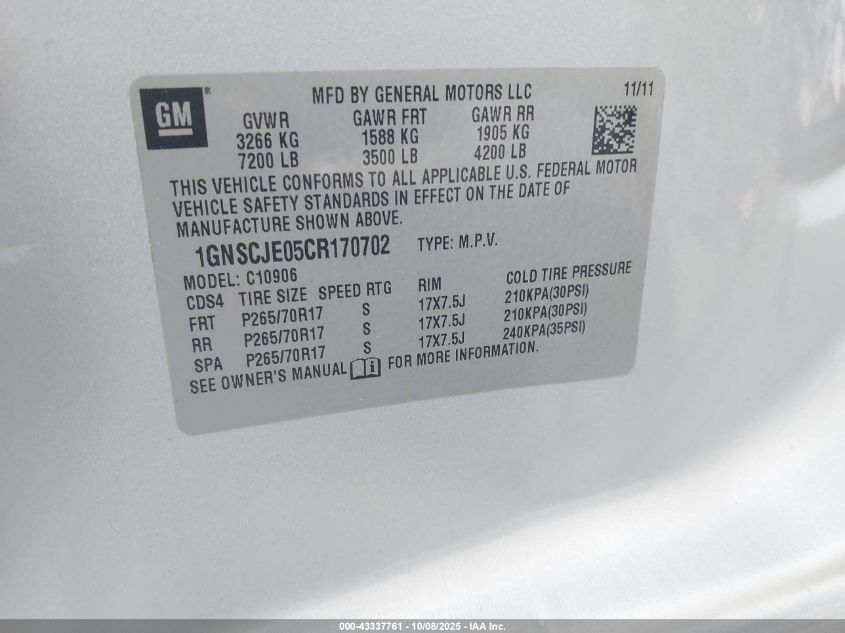 GM®
MFD BY GENERAL MOTORS LLC 11/11
GVWR GAWR FRT GAWR RR
3266 KG 1588 KG 1905 KG
7200 LB 3500 LB 4200 LB
THIS VEHICLE CONFORMS TO ALL APPLICABLE U.S. FEDERAL MOTOR
VEHICLE SAFETY STANDARDS IN EFFECT ON THE DATE OF
MANUFACTURE SHOWN ABOVE.
1GNSCJE05CR170702 TYPE: M.P.V.
MODEL: C10906
CDS4 TIRE SIZE SPEED RTG RIM COLD TIRE PRESSURE
FRT P265/70R17 S 17X7.5J 210KPA(30PSI)
RR P265/70R17 S 17X7.5J 210KPA(30PSI)
SPA P265/70R17 S 17X7.5J 240KPA(35PSI)
SEE OWNER'S MANUAL FOR MORE INFORMATION.
000-43337761 - 10/08/2025 - IAA Inc.